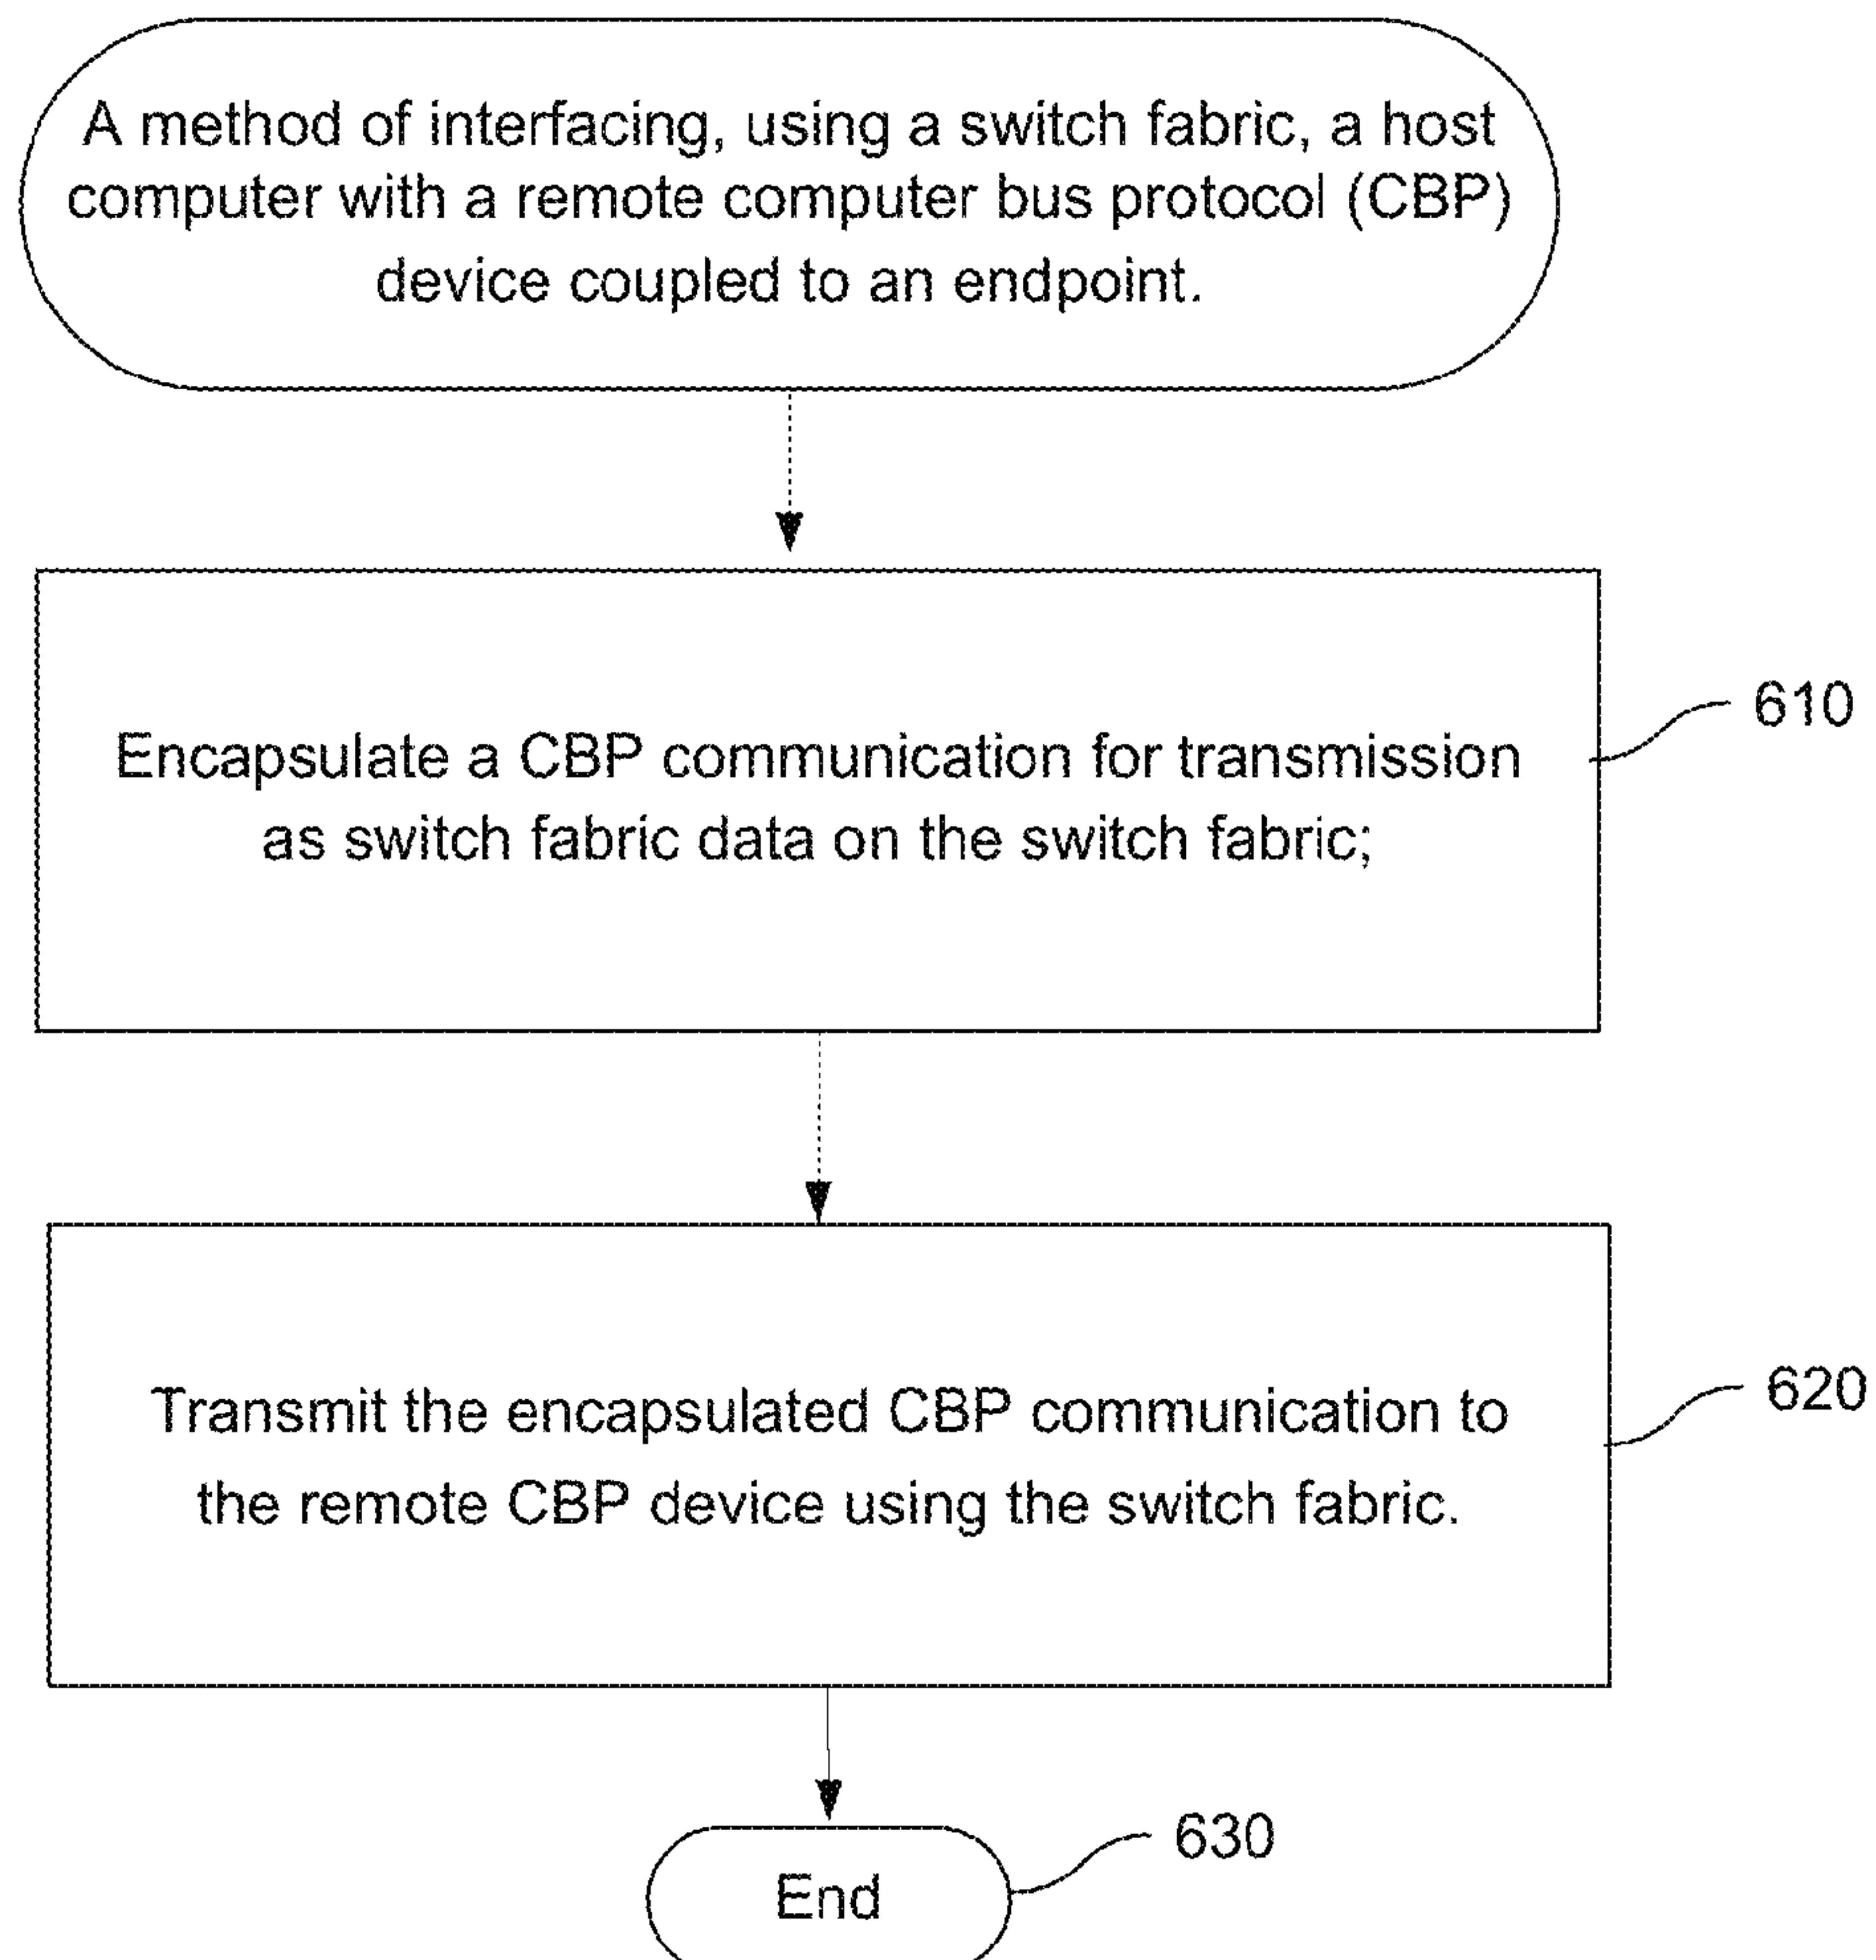 A method of interfacing, using a switch fabric, a host
computer with a remote computer bus protocol (CBP)
device coupled to an endpoint.
Encapsulate a CBP communication for transmission
as switch fabric data on the switch fabric;
610
Transmit the encapsulated CBP communication to
the remote CBP device using the switch fabric.
620
End
630